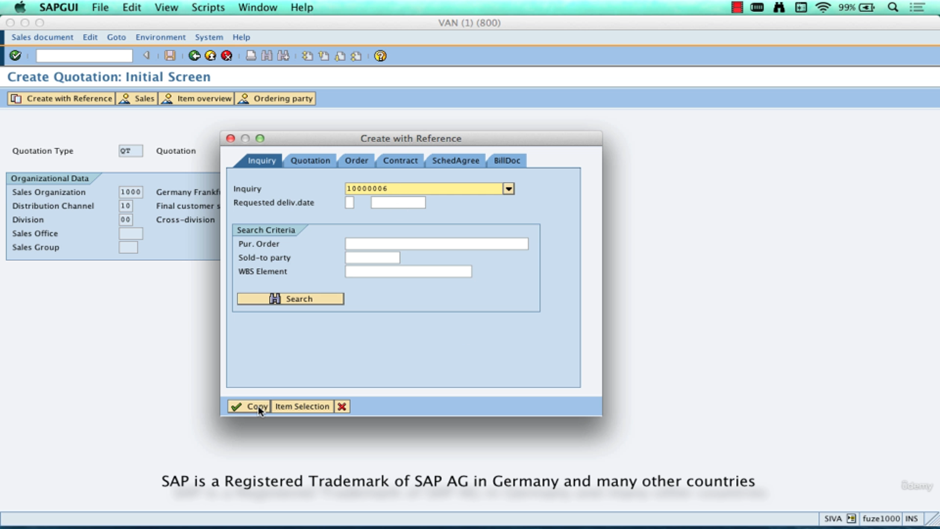 SAPGUI File Edit View Scripts Window Help 99%
VAN (1) (800)
Sales document Edit Goto Environment System Help
Create Quotation: Initial Screen
Create with Reference Sales Item overview Ordering party
Create with Reference
Quotation Type QT Quotation
Inquiry Quotation Order Contract SchedAgree BillDoc
Organizational Data
Sales Organization 1000 Germany Frankf
Distribution Channel 10 Final customer s
Division 00 Cross-division
Sales Office
Sales Group
Inquiry 10000006
Requested deliv.date
Search Criteria
Pur. Order
Sold-to party
WBS Element
Search
Copy Item Selection
SAP is a Registered Trademark of SAP AG in Germany and many other countries
Udemy
SIVA fuze1000 INS